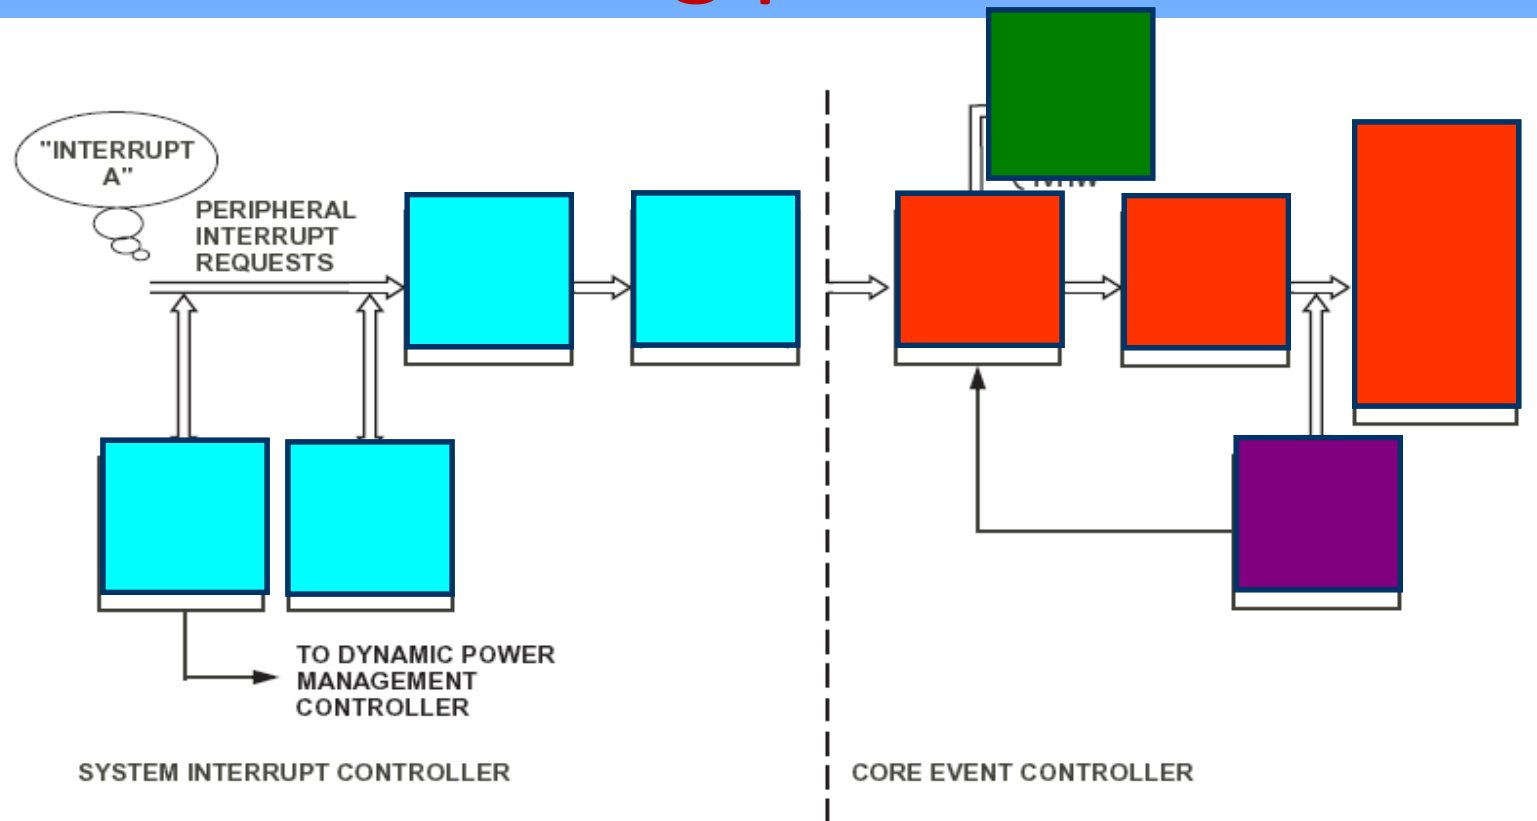 "INTERRUPT
A"
PERIPHERAL
INTERRUPT
REQUESTS
TO DYNAMIC POWER
MANAGEMENT
CONTROLLER
SYSTEM INTERRUPT CONTROLLER
CORE EVENT CONTROLLER